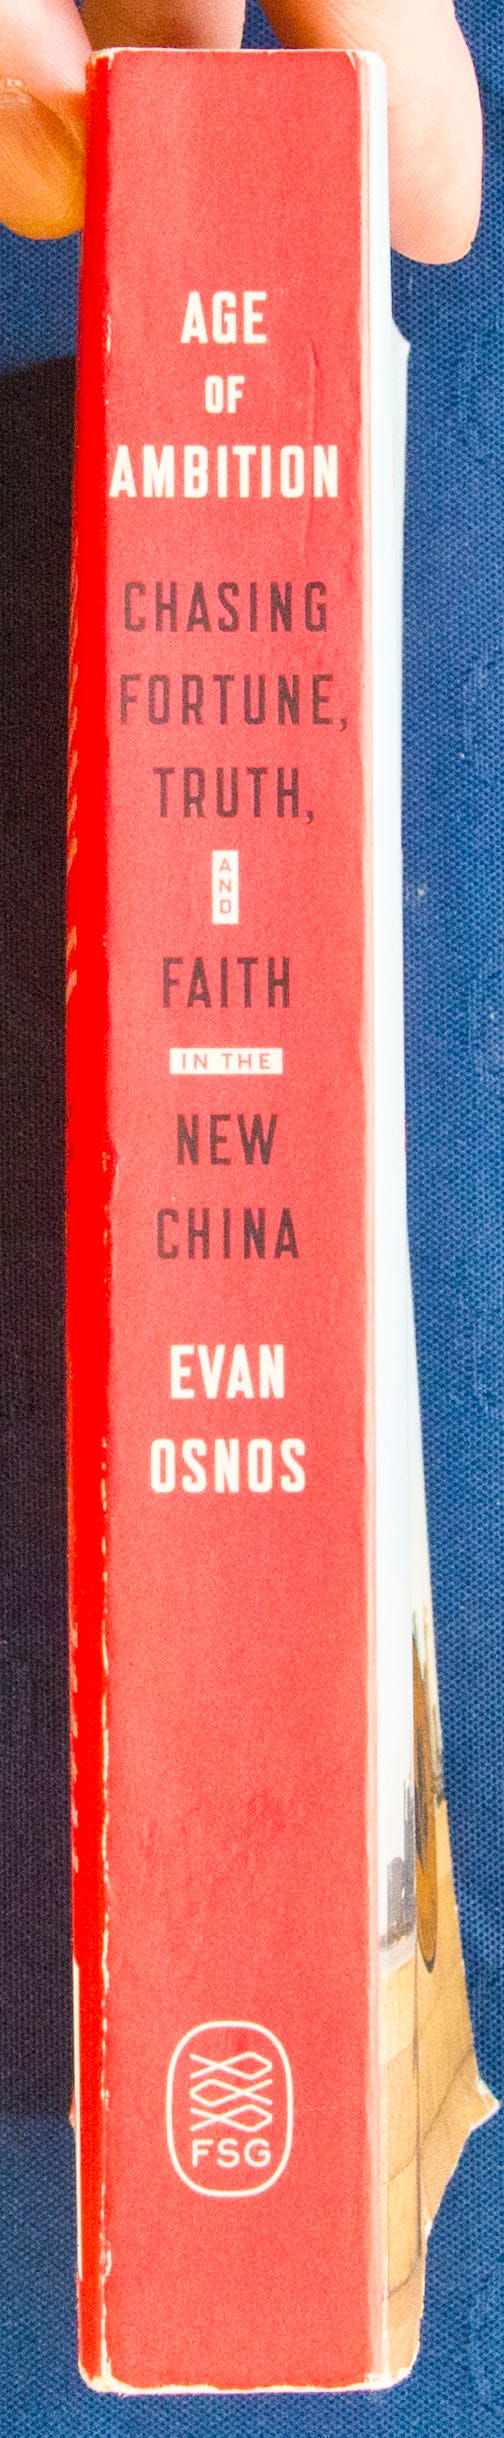 AGE
OF
AMBITION
CHASING
FORTUNE,
TRUTH,
AND
FAITH
IN THE
NEW
CHINA
EVAN
OSNOS
FSG